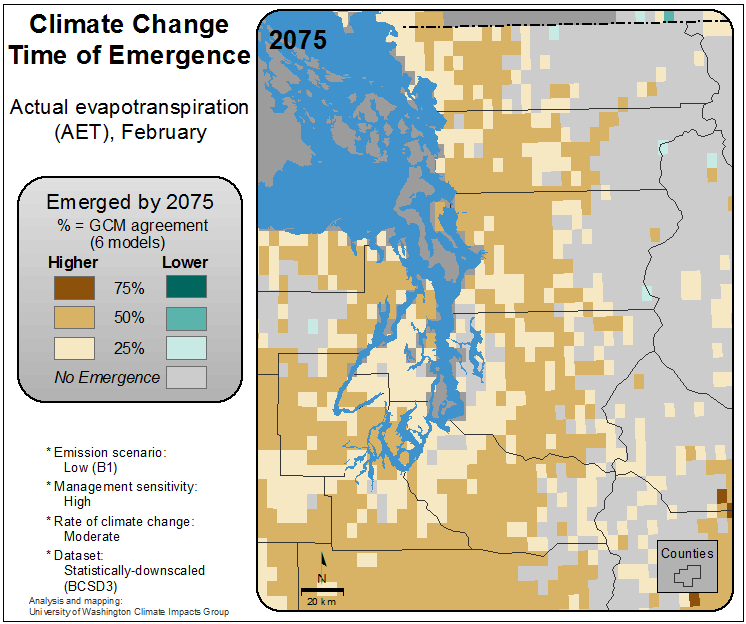 Climate Change
Time of Emergence
Actual evapotranspiration
(AET), February
Emerged by 2075
% = GCM agreement
(6 models)
Higher Lower
75%
50%
25%
No Emergence
* Emission scenario:
Low (B1)
* Management sensitivity:
High
* Rate of climate change:
Moderate
* Dataset:
Statistically-downscaled
(BCSD3)
Analysis and mapping:
University of Washington Climate Impacts Group
2075
N
20 km
Counties